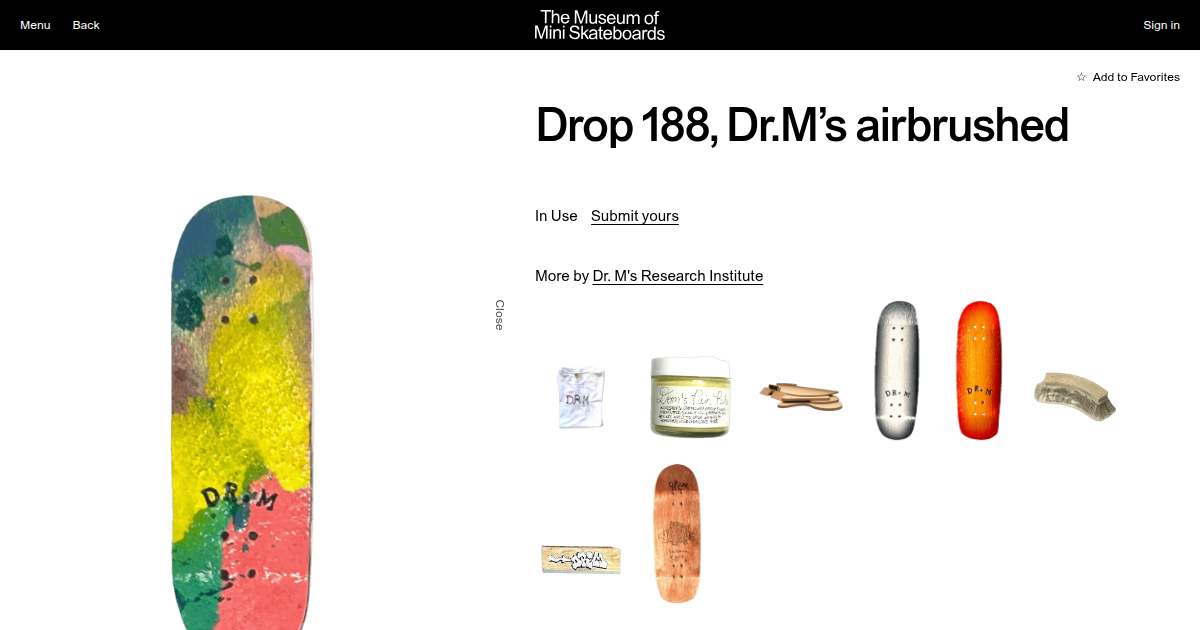 Menu
Back
The Museum of
Mini Skateboards
Sign in
☆ Add to Favorites
Drop 188, Dr.M’s airbrushed
In Use
Submit yours
More by Dr. M's Research Institute
Close
DR.M
DRM
DR.M
DR.M